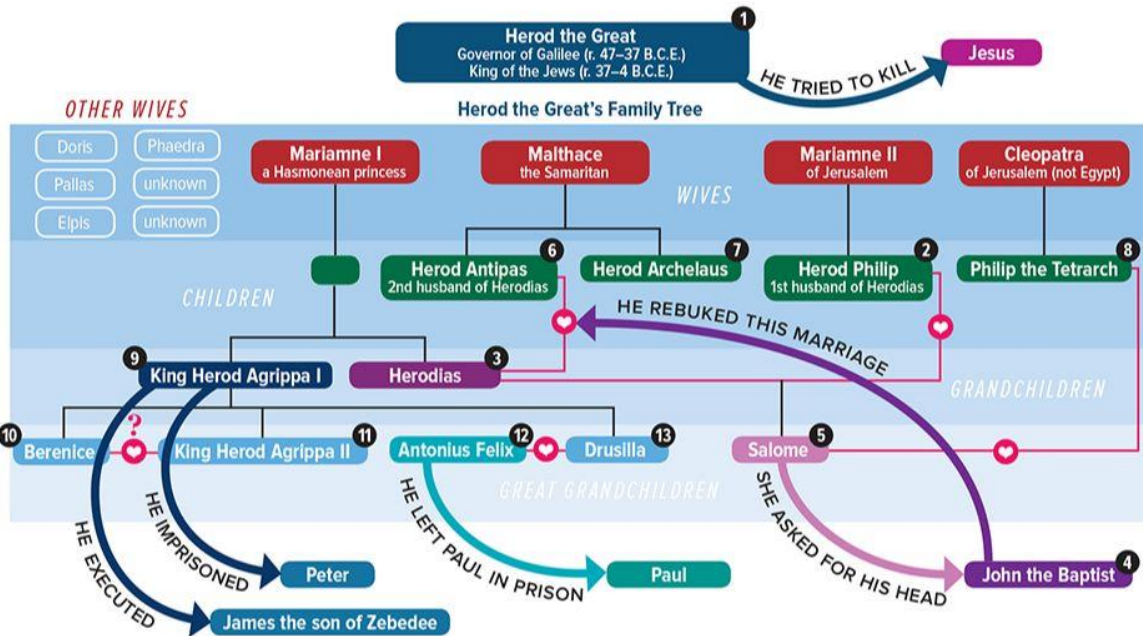 1
Herod the Great
Governor of Galilee (r. 47–37 B.C.E.)
King of the Jews (r. 37–4 B.C.E.)
HE TRIED TO KILL
Jesus
Herod the Great's Family Tree
OTHER WIVES
Doris
Phaedra
Pallas
unknown
Elpis
unknown
Mariamne I
a Hasmonean princess
Malthace
the Samaritan
Mariamne II
of Jerusalem
Cleopatra
of Jerusalem (not Egypt)
WIVES
6
Herod Antipas
2nd husband of Herodias
7
Herod Archelaus
2
Herod Philip
1st husband of Herodias
8
Philip the Tetrarch
CHILDREN
HE REBUKED THIS MARRIAGE
9
King Herod Agrippa I
3
Herodias
GRANDCHILDREN
10
Berenice
?
King Herod Agrippa II
11
Antonius Felix
12
Drusilla
13
Salome
5
GREAT GRANDCHILDREN
HE EXECUTED
HE IMPRISONED
HE LEFT PAUL IN PRISON
SHE ASKED FOR HIS HEAD
Peter
Paul
John the Baptist
4
James the son of Zebedee